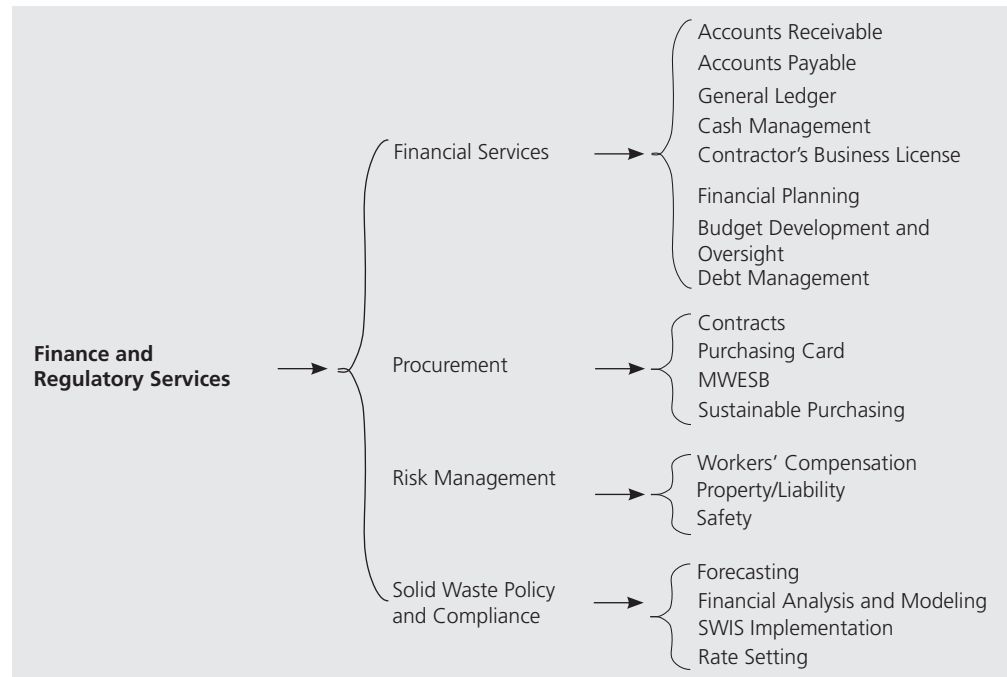 Finance and
Regulatory Services
Financial Services
Accounts Receivable
Accounts Payable
General Ledger
Cash Management
Contractor’s Business License
Financial Planning
Budget Development and
Oversight
Debt Management
Procurement
Contracts
Purchasing Card
MWESB
Sustainable Purchasing
Risk Management
Workers’ Compensation
Property/Liability
Safety
Solid Waste Policy
and Compliance
Forecasting
Financial Analysis and Modeling
SWIS Implementation
Rate Setting